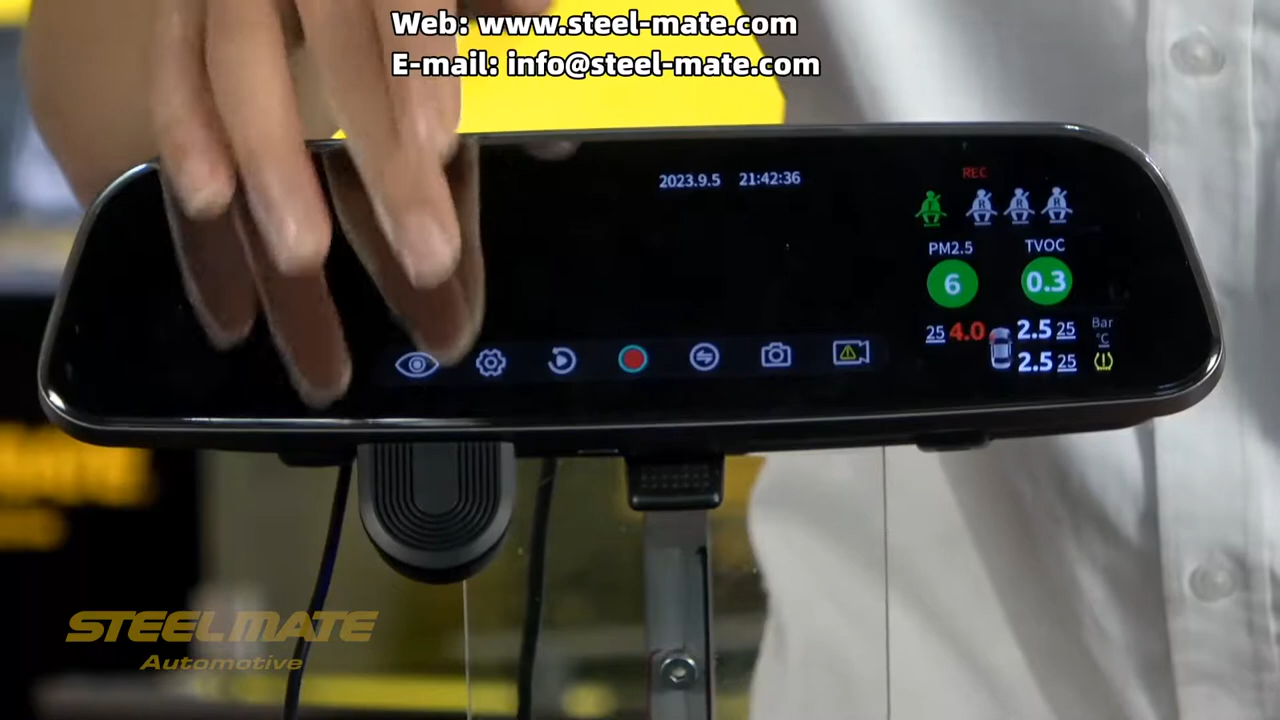 Web: www.steel-mate.com
E-mail: info@steel-mate.com
2023.9.5 21:42:36
REC
R R R
PM2.5 TVOC
6 0.3
25 4.0 2.5 25 Bar
°C
2.5 25
STEELMATE
Automotive